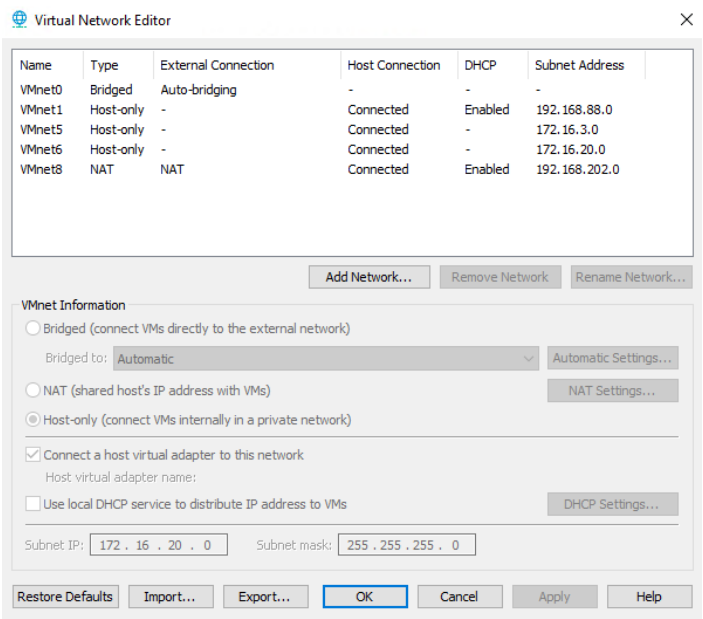 Virtual Network Editor
Name Type External Connection Host Connection DHCP Subnet Address
VMnet0 Bridged Auto-bridging - - -
VMnet1 Host-only - Connected Enabled 192.168.88.0
VMnet5 Host-only - Connected - 172.16.3.0
VMnet6 Host-only - Connected - 172.16.20.0
VMnet8 NAT NAT Connected Enabled 192.168.202.0
Add Network... Remove Network Rename Network...
VMnet Information
Bridged (connect VMs directly to the external network)
Bridged to: Automatic Automatic Settings...
NAT (shared host's IP address with VMs) NAT Settings...
Host-only (connect VMs internally in a private network)
Connect a host virtual adapter to this network
Host virtual adapter name:
Use local DHCP service to distribute IP address to VMs DHCP Settings...
Subnet IP: 172 . 16 . 20 . 0 Subnet mask: 255 . 255 . 255 . 0
Restore Defaults Import... Export... OK Cancel Apply Help